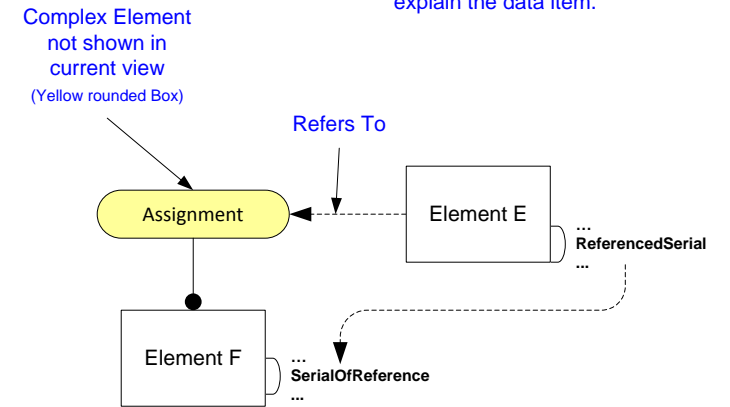 explain the data item.
Complex Element
not shown in
current view
(Yellow rounded Box)
Refers To
Assignment
Element E
…
ReferencedSerial
...
Element F
…
SerialOfReference
...